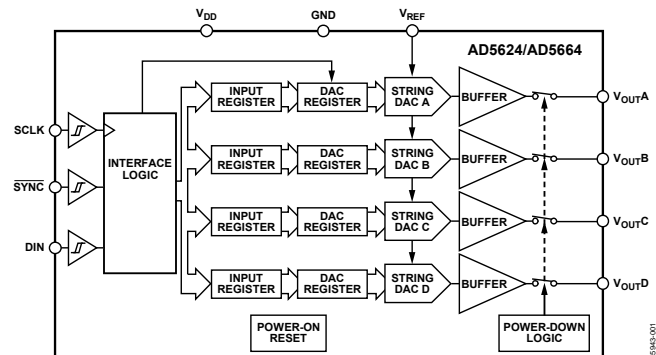 VDD
GND
VREF
AD5624/AD5664
SCLK
SYNC
DIN
INTERFACE
LOGIC
INPUT
REGISTER
DAC
REGISTER
STRING
DAC A
BUFFER
VOUTA
INPUT
REGISTER
DAC
REGISTER
STRING
DAC B
BUFFER
VOUTB
INPUT
REGISTER
DAC
REGISTER
STRING
DAC C
BUFFER
VOUTC
INPUT
REGISTER
DAC
REGISTER
STRING
DAC D
BUFFER
VOUTD
POWER-ON
RESET
POWER-DOWN
LOGIC
5943-001